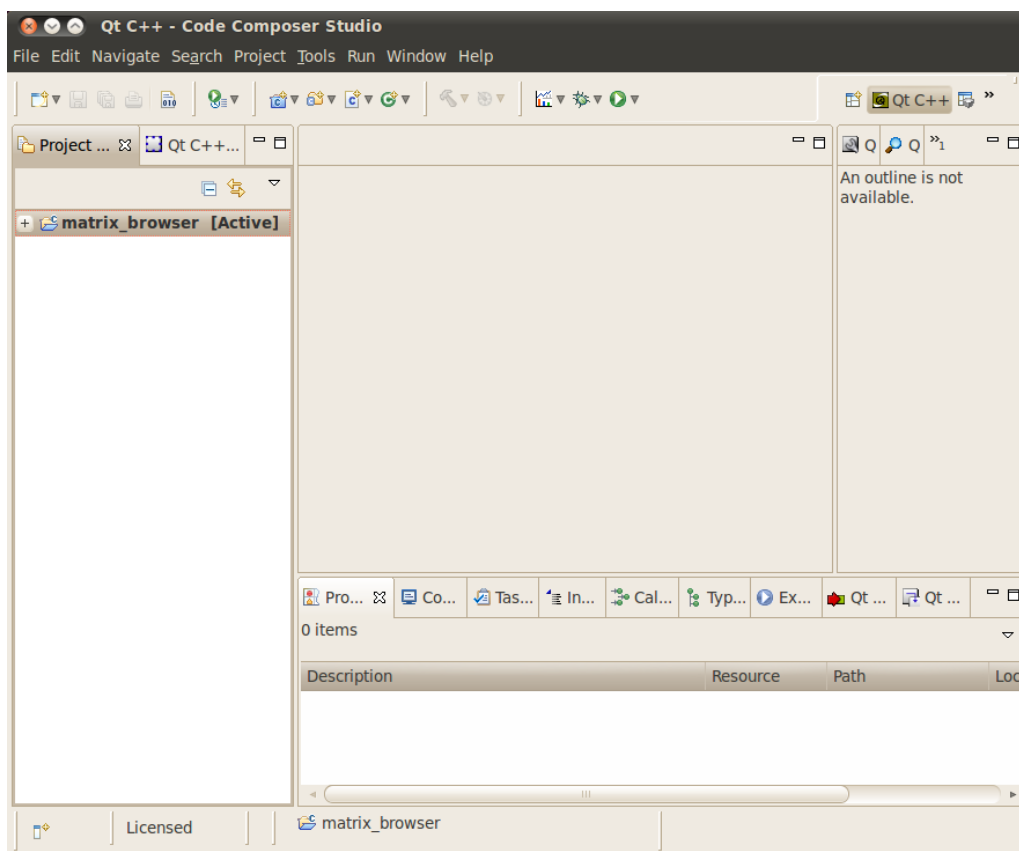 Qt C++ - Code Composer Studio
File Edit Navigate Search Project Tools Run Window Help
Qt C++ »
Project ... Qt C++... Q Q »1
An outline is not
available.
matrix_browser [Active]
Pro... Co... Tas... In... Cal... Typ... Ex... Qt ... Qt ...
0 items
Description Resource Path Loc
Licensed matrix_browser